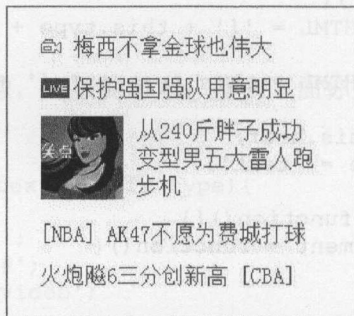 梅西不拿金球也伟大
LIVE 保护强国强队用意明显
笑点
从240斤胖子成功
变型男五大雷人跑
步机
[NBA] AK47不愿为费城打球
火炮飚6三分创新高 [CBA]